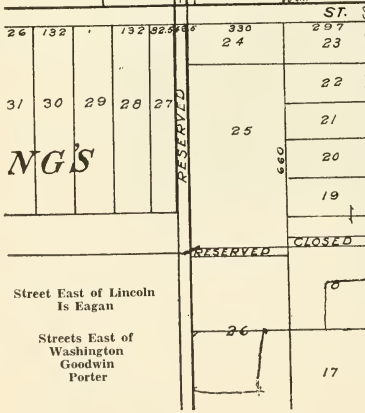 ST.
26 132 132 82.5 330 297
24 23
22
31 30 29 28 27
21
25
RESERVED
20
660
NG'S
19
RESERVED CLOSED
Street East of Lincoln
Is Eagan
26
Streets East of
Washington
Goodwin
Porter
17